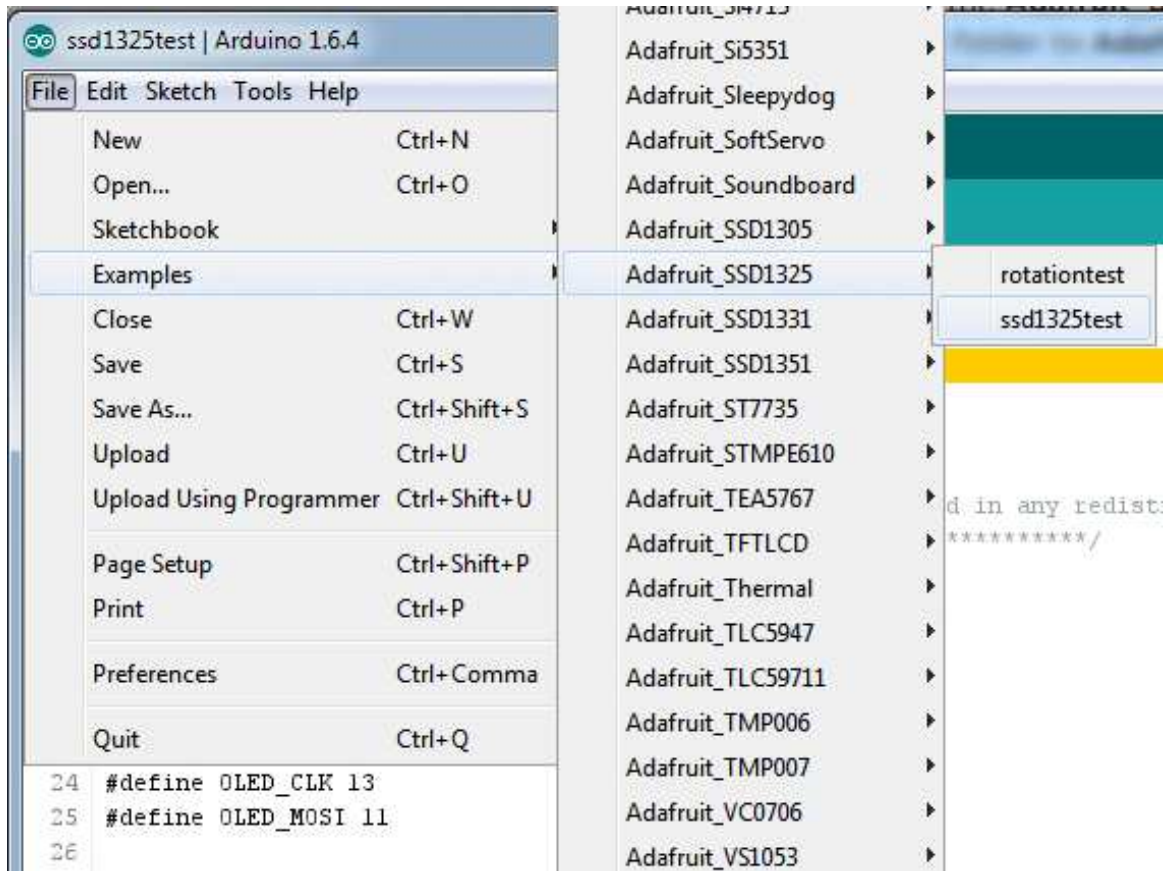 ssd1325test | Arduino 1.6.4
File Edit Sketch Tools Help
New Ctrl+N
Open... Ctrl+O
Sketchbook
Examples
Close Ctrl+W
Save Ctrl+S
Save As... Ctrl+Shift+S
Upload Ctrl+U
Upload Using Programmer Ctrl+Shift+U
Page Setup Ctrl+Shift+P
Print Ctrl+P
Preferences Ctrl+Comma
Quit Ctrl+Q
24 #define OLED_CLK 13
25 #define OLED_MOSI 11
26
Adafruit_Si4713
Adafruit_Si5351
Adafruit_Sleepydog
Adafruit_SoftServo
Adafruit_Soundboard
Adafruit_SSD1305
Adafruit_SSD1325
Adafruit_SSD1331
Adafruit_SSD1351
Adafruit_ST7735
Adafruit_STMPE610
Adafruit_TEA5767
Adafruit_TFTLCD
Adafruit_Thermal
Adafruit_TLC5947
Adafruit_TLC59711
Adafruit_TMP006
Adafruit_TMP007
Adafruit_VC0706
Adafruit_VS1053
rotationtest
ssd1325test
d in any redist
**********/